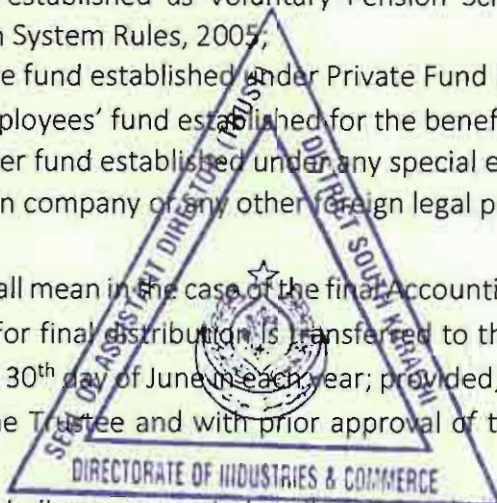 established as Voluntary Pension Sch
System Rules, 2005;
e fund established under Private Fund
ployees' fund established for the benef
er fund established under any special e
n company or any other foreign legal p
all mean in the case of the final Accounti
for final distribution is transferred to th
30th day of June in each year; provided,
e Trustee and with prior approval of t
SEAL OF ASSISTANT DIRECTOR (TRUST)
DISTRICT SOUTH KARACHI
DIRECTORATE OF INDUSTRIES & COMMERCE